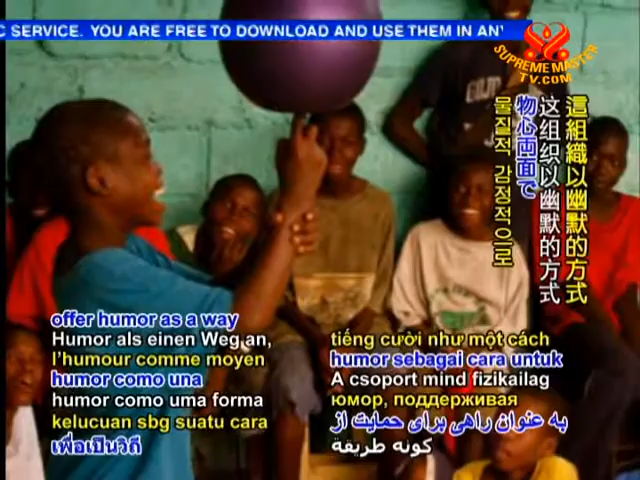 C SERVICE. YOU ARE FREE TO DOWNLOAD AND USE THEM IN ANY
SUPREME MASTER
TV.COM
這組織以幽默的方式
这组织以幽默的方式
物心両面で
물질적 감정적으로
offer humor as a way
Humor als einen Weg an,
l'humour comme moyen
humor como una
humor como uma forma
kelucuan sbg suatu cara
เพื่อเป็นวิถี
tiếng cười như một cách
humor sebagai cara untuk
A csoport mind fizikailag
юмор, поддерживая
به عنوان راهی برای حمایت از
كونه طريقة